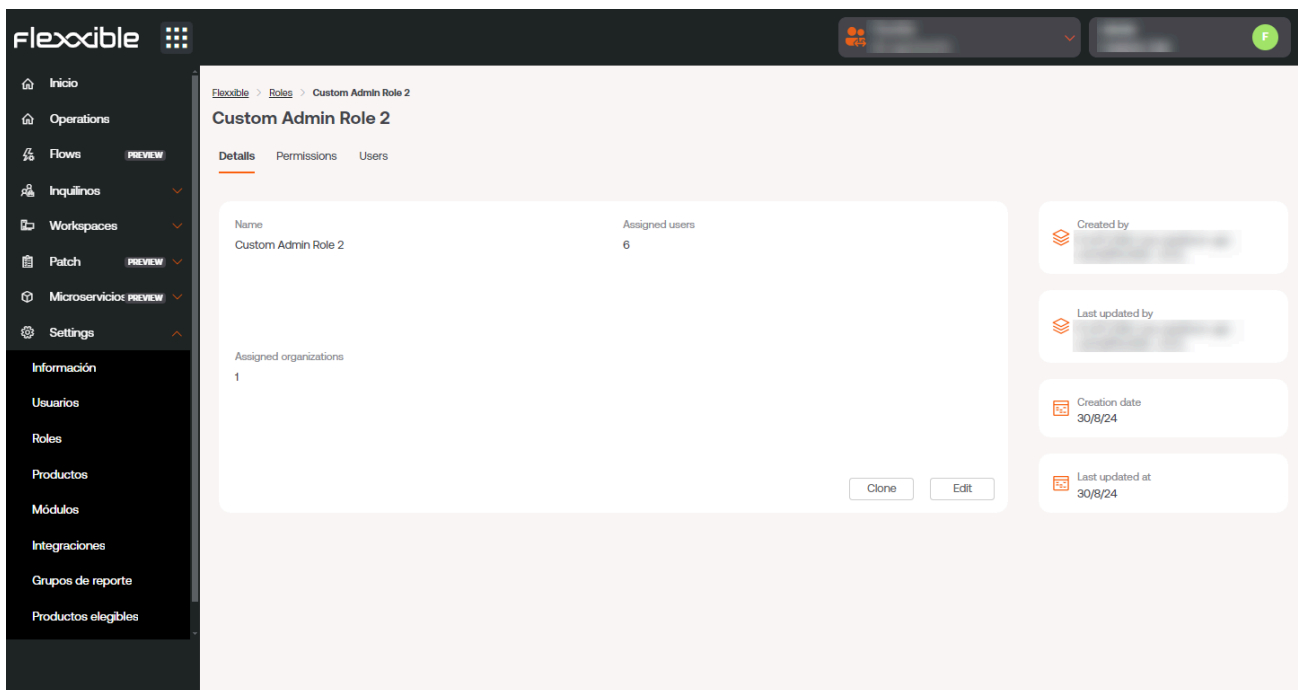 Flexxible
F
Inicio
Operations
Flows PREVIEW
Inquilinos
Workspaces
Patch PREVIEW
Microservicios PREVIEW
Settings
Información
Usuarios
Roles
Productos
Módulos
Integraciones
Grupos de reporte
Productos elegibles
Flexxible > Roles > Custom Admin Role 2
Custom Admin Role 2
Details Permissions Users
Name
Custom Admin Role 2
Assigned users
6
Assigned organizations
1
Clone Edit
Created by
Last updated by
Creation date
30/8/24
Last updated at
30/8/24